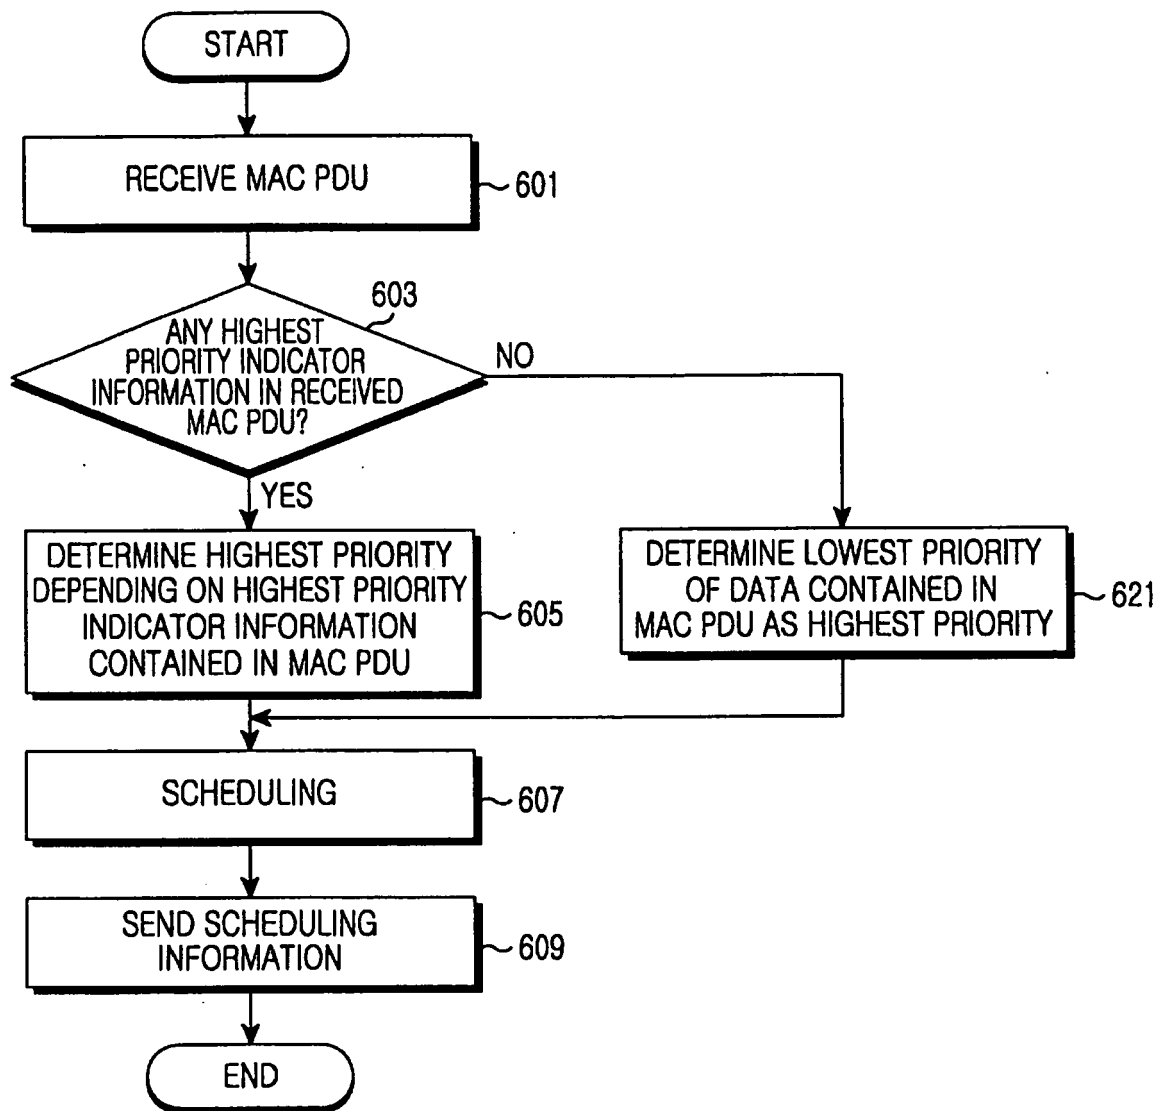 START
RECEIVE MAC PDU
601
603
ANY HIGHEST
PRIORITY INDICATOR
INFORMATION IN RECEIVED
MAC PDU?
NO
YES
DETERMINE HIGHEST PRIORITY
DEPENDING ON HIGHEST PRIORITY
INDICATOR INFORMATION
CONTAINED IN MAC PDU
605
DETERMINE LOWEST PRIORITY
OF DATA CONTAINED IN
MAC PDU AS HIGHEST PRIORITY
621
SCHEDULING
607
SEND SCHEDULING
INFORMATION
609
END